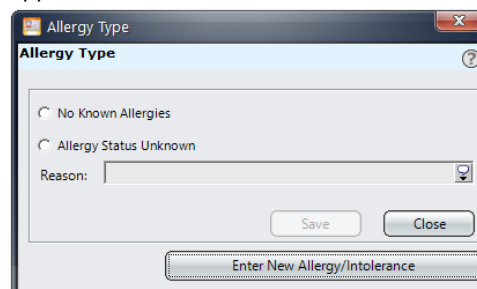 Allergy Type
Allergy Type
No Known Allergies
Allergy Status Unknown
Reason:
Save Close
Enter New Allergy/Intolerance